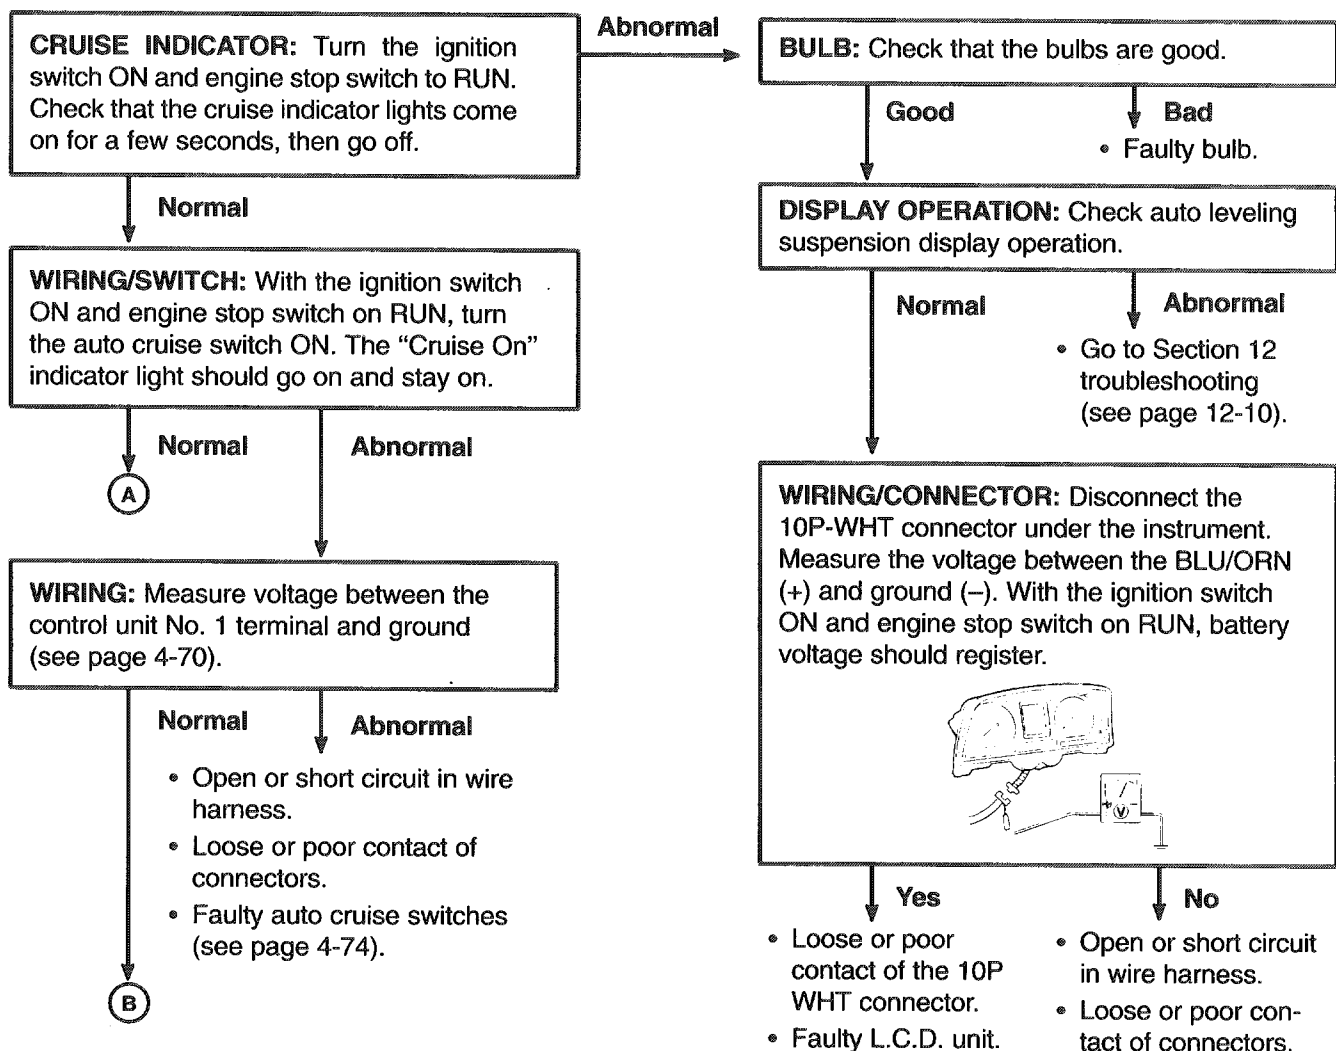 CRUISE INDICATOR: Turn the ignition
switch ON and engine stop switch to RUN.
Check that the cruise indicator lights come
on for a few seconds, then go off.
Normal
WIRING/SWITCH: With the ignition switch
ON and engine stop switch on RUN, turn
the auto cruise switch ON. The “Cruise On”
indicator light should go on and stay on.
Normal
Abnormal
A
WIRING: Measure voltage between the
control unit No. 1 terminal and ground
(see page 4-70).
Normal
Abnormal
• Open or short circuit in wire
harness.
• Loose or poor contact of
connectors.
• Faulty auto cruise switches
(see page 4-74).
B
Abnormal
BULB: Check that the bulbs are good.
Good
Bad
• Faulty bulb.
DISPLAY OPERATION: Check auto leveling
suspension display operation.
Normal
Abnormal
• Go to Section 12
troubleshooting
(see page 12-10).
WIRING/CONNECTOR: Disconnect the
10P-WHT connector under the instrument.
Measure the voltage between the BLU/ORN
(+) and ground (–). With the ignition switch
ON and engine stop switch on RUN, battery
voltage should register.
+ V –
Yes
• Loose or poor
contact of the 10P
WHT connector.
• Faulty L.C.D. unit.
No
• Open or short circuit
in wire harness.
• Loose or poor con-
tact of connectors.